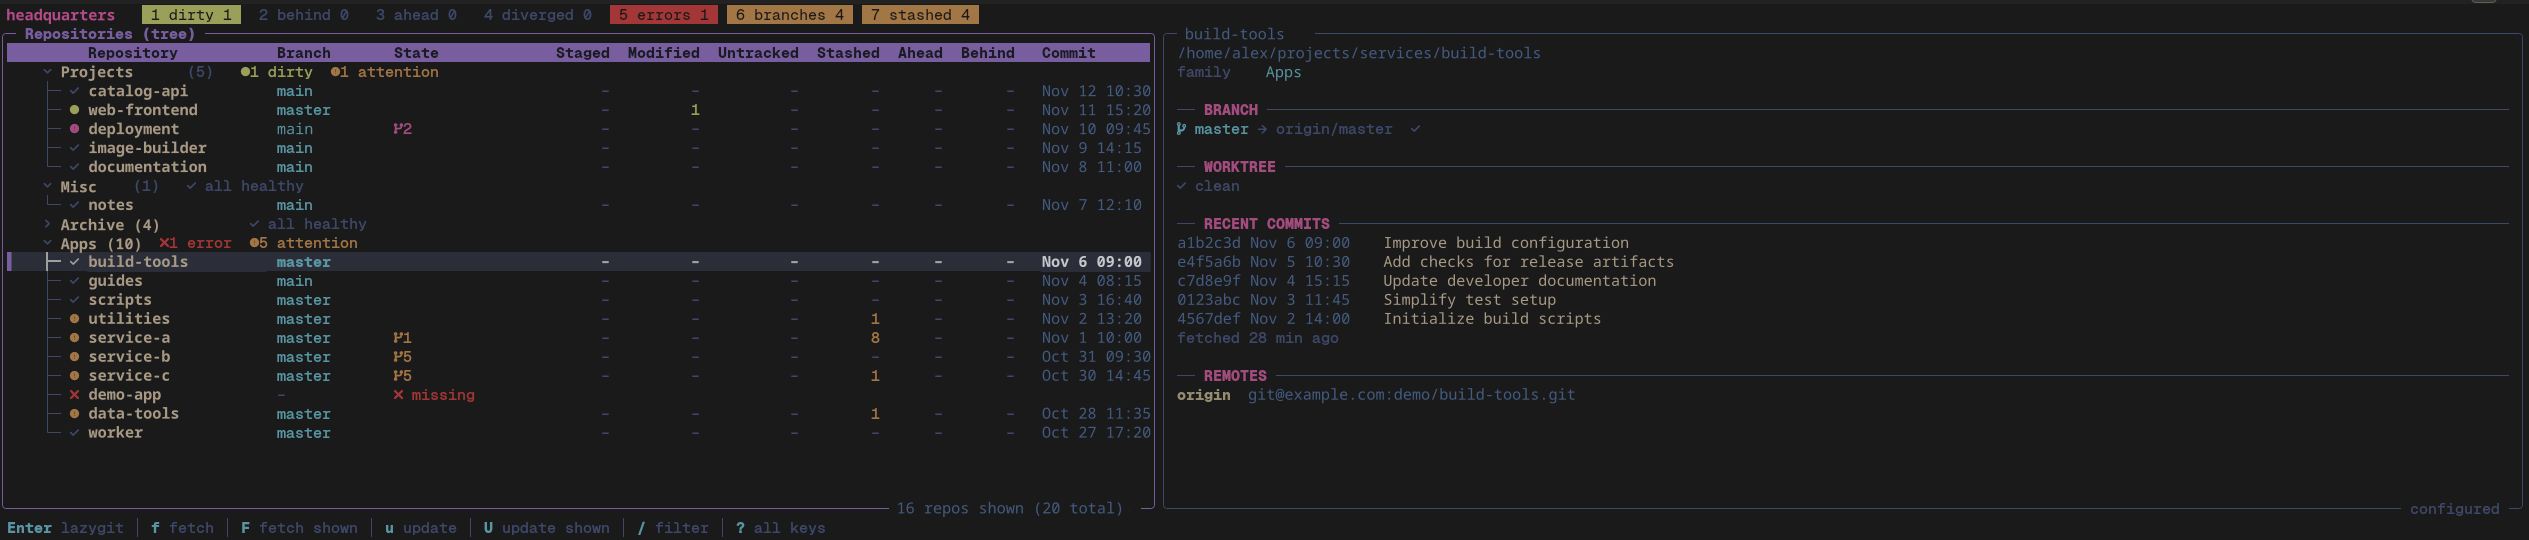 headquarters 1 dirty 1 2 behind 0 3 ahead 0 4 diverged 0 5 errors 1 6 branches 4 7 stashed 4
Repositories (tree)
Repository Branch State Staged Modified Untracked Stashed Ahead Behind Commit
Projects (5) 1 dirty 1 attention
catalog-api main - - - - - - Nov 12 10:30
web-frontend master - 1 - - - - Nov 11 15:20
deployment main 2 - - - - - - Nov 10 09:45
image-builder main - - - - - - Nov 9 14:15
documentation main - - - - - - Nov 8 11:00
Misc (1) ✓ all healthy
notes main - - - - - - Nov 7 12:10
Archive (4) ✓ all healthy
Apps (10) ×1 error 5 attention
build-tools master - - - - - - Nov 6 09:00
guides main - - - - - - Nov 4 08:15
scripts master - - - - - - Nov 3 16:40
utilities master - - - 1 - - Nov 2 13:20
service-a master 1 - - - 8 - - Nov 1 10:00
service-b master 5 - - - - - - Oct 31 09:30
service-c master 5 - - - 1 - - Oct 30 14:45
demo-app - × missing
data-tools master - - - 1 - - Oct 28 11:35
worker master - - - - - - Oct 27 17:20
16 repos shown (20 total)
build-tools
/home/alex/projects/services/build-tools
family Apps
BRANCH
master → origin/master ✓
WORKTREE
✓ clean
RECENT COMMITS
a1b2c3d Nov 6 09:00 Improve build configuration
e4f5a6b Nov 5 10:30 Add checks for release artifacts
c7d8e9f Nov 4 15:15 Update developer documentation
0123abc Nov 3 11:45 Simplify test setup
4567def Nov 2 14:00 Initialize build scripts
fetched 28 min ago
REMOTES
origin git@example.com:demo/build-tools.git
configured
Enter lazygit │ f fetch │ F fetch shown │ u update │ U update shown │ / filter │ ? all keys